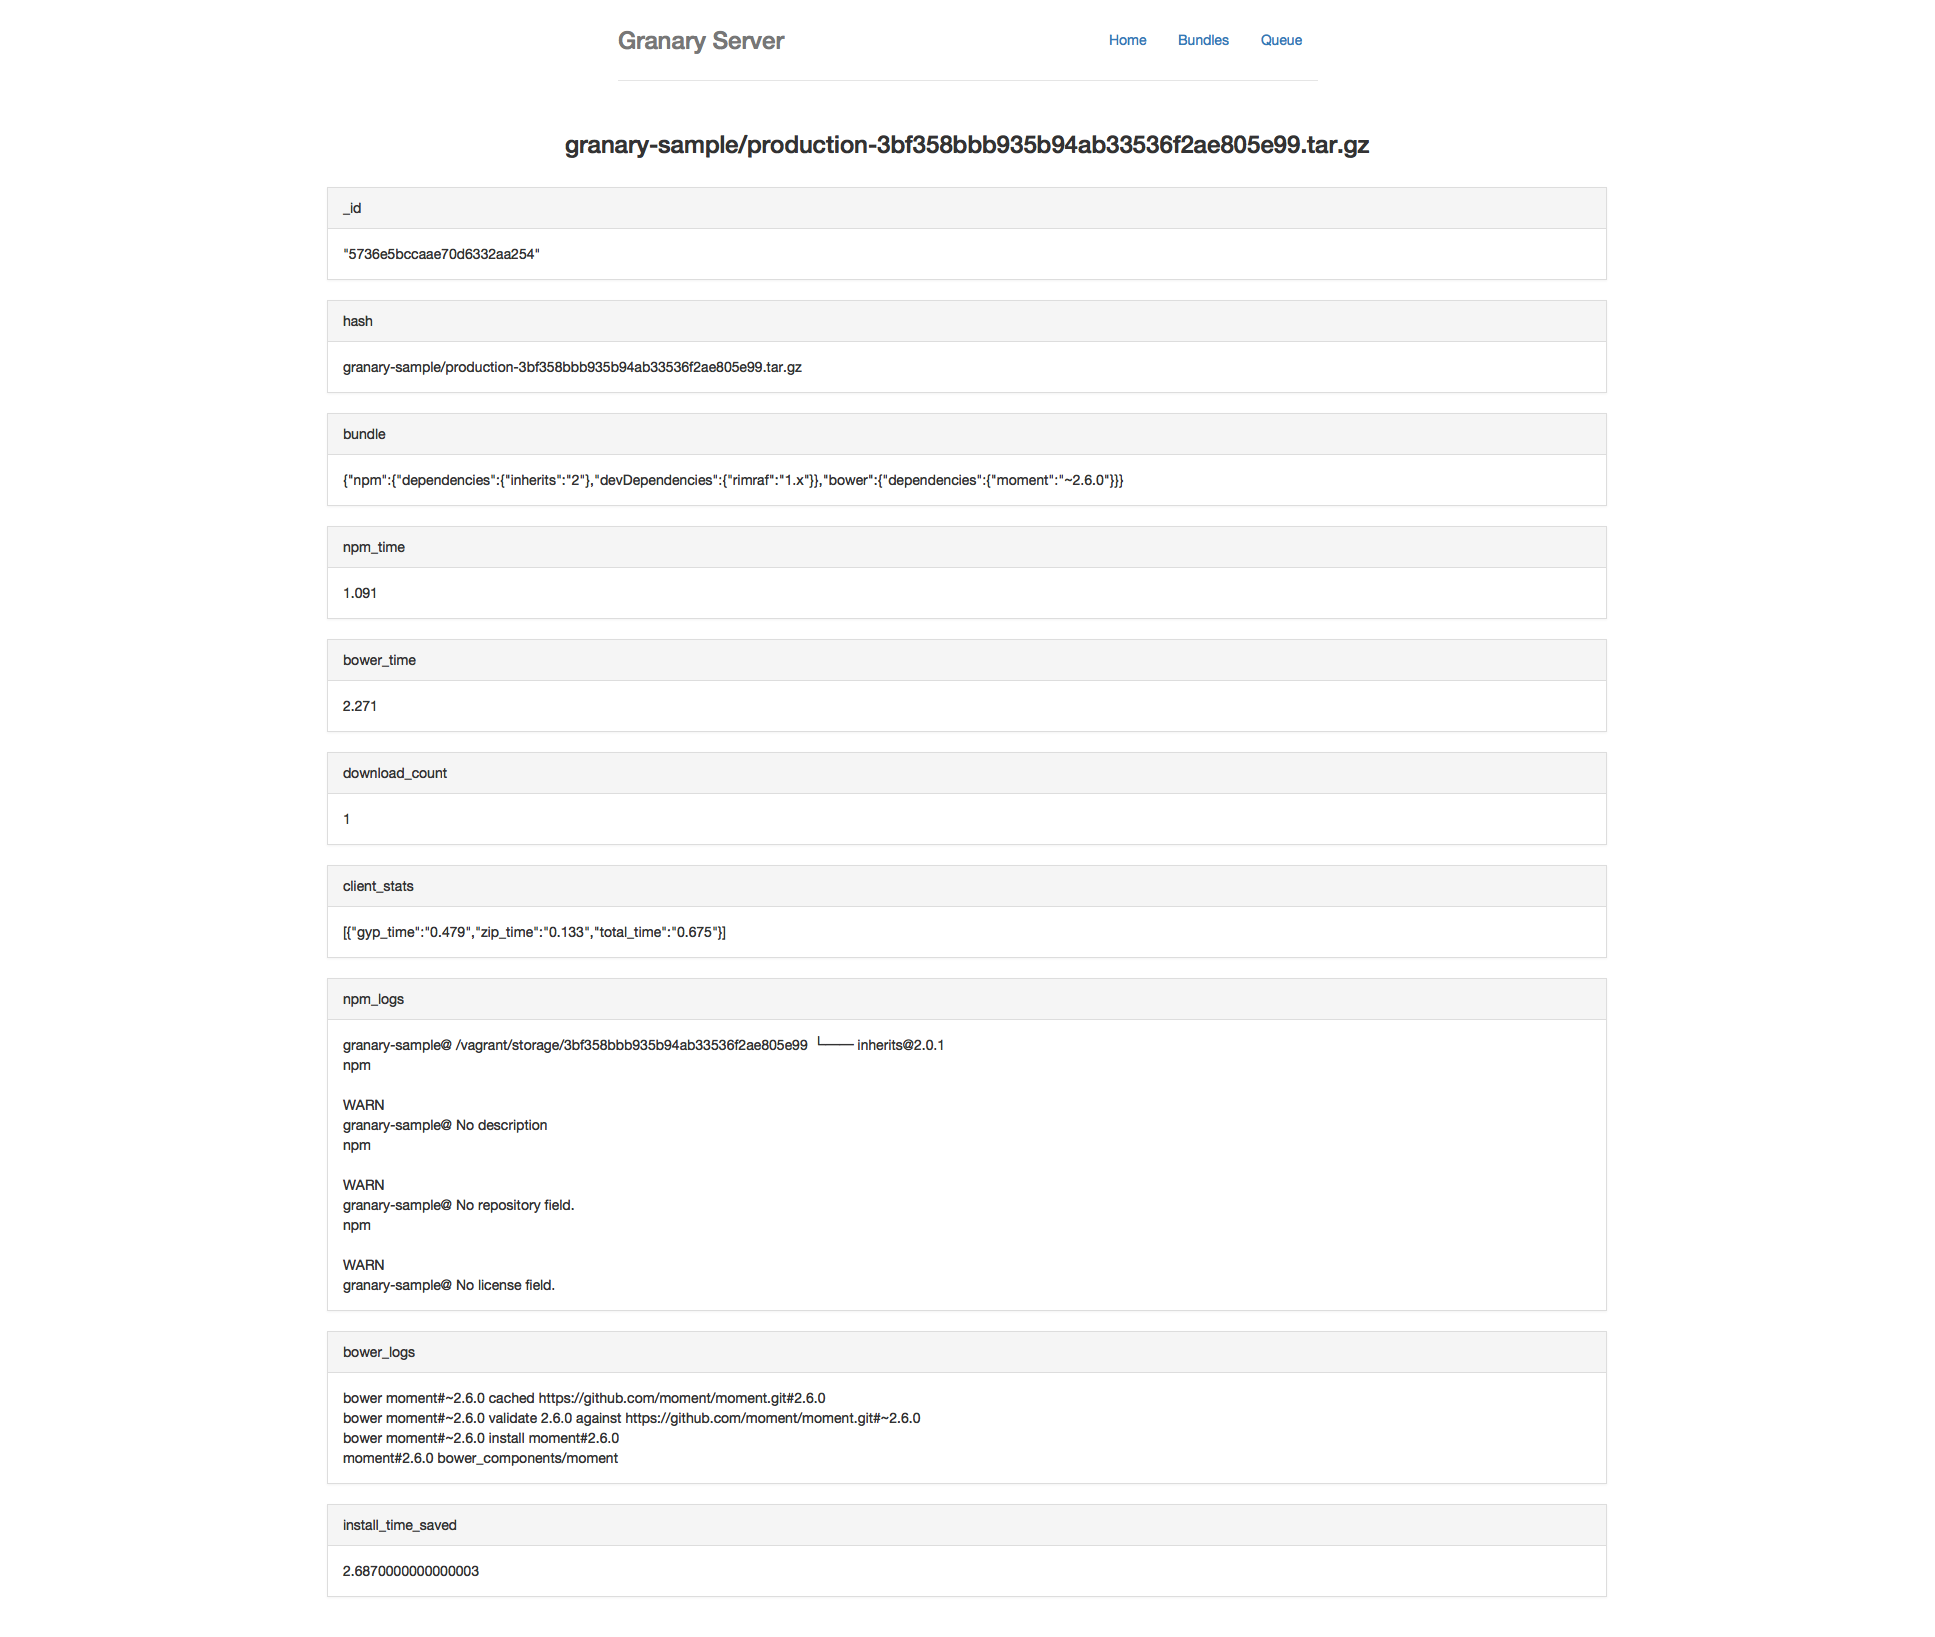 Granary Server
Home Bundles Queue
granary-sample/production-3bf358bbb935b94ab33536f2ae805e99.tar.gz
_id
"5736e5bccaae70d6332aa254"
hash
granary-sample/production-3bf358bbb935b94ab33536f2ae805e99.tar.gz
bundle
{"npm":{"dependencies":{"inherits":"2"},"devDependencies":{"rimraf":"1.x"}},"bower":{"dependencies":{"moment":"~2.6.0"}}}
npm_time
1.091
bower_time
2.271
download_count
1
client_stats
[{"gyp_time":"0.479","zip_time":"0.133","total_time":"0.675"}]
npm_logs
granary-sample@ /vagrant/storage/3bf358bbb935b94ab33536f2ae805e99 └── inherits@2.0.1
npm
WARN
granary-sample@ No description
npm
WARN
granary-sample@ No repository field.
npm
WARN
granary-sample@ No license field.
bower_logs
bower moment#~2.6.0 cached https://github.com/moment/moment.git#2.6.0
bower moment#~2.6.0 validate 2.6.0 against https://github.com/moment/moment.git#~2.6.0
bower moment#~2.6.0 install moment#2.6.0
moment#2.6.0 bower_components/moment
install_time_saved
2.6870000000000003